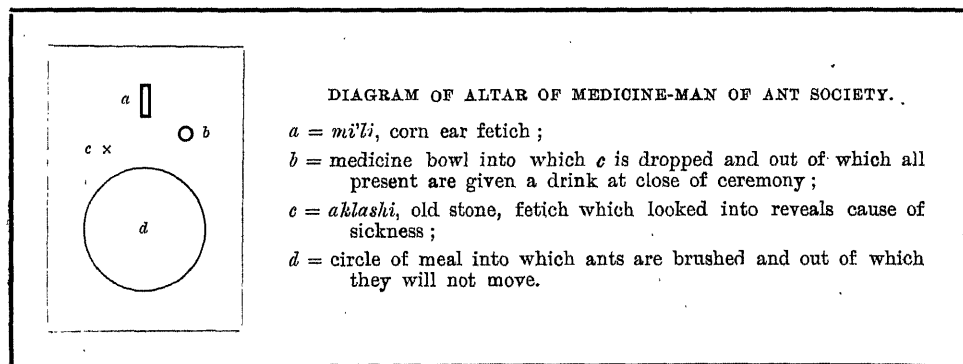 a
b
c ×
d
DIAGRAM OF ALTAR OF MEDICINE-MAN OF ANT SOCIETY.
a = mi'li, corn ear fetich ;
b = medicine bowl into which c is dropped and out of which all
present are given a drink at close of ceremony ;
c = aklashi, old stone, fetich which looked into reveals cause of
sickness ;
d = circle of meal into which ants are brushed and out of which
they will not move.